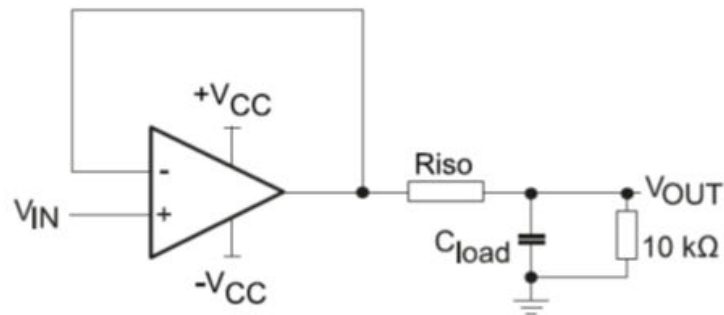 +VCC
Riso
-
VIN
+
VOUT
Cload
10 kΩ
-VCC